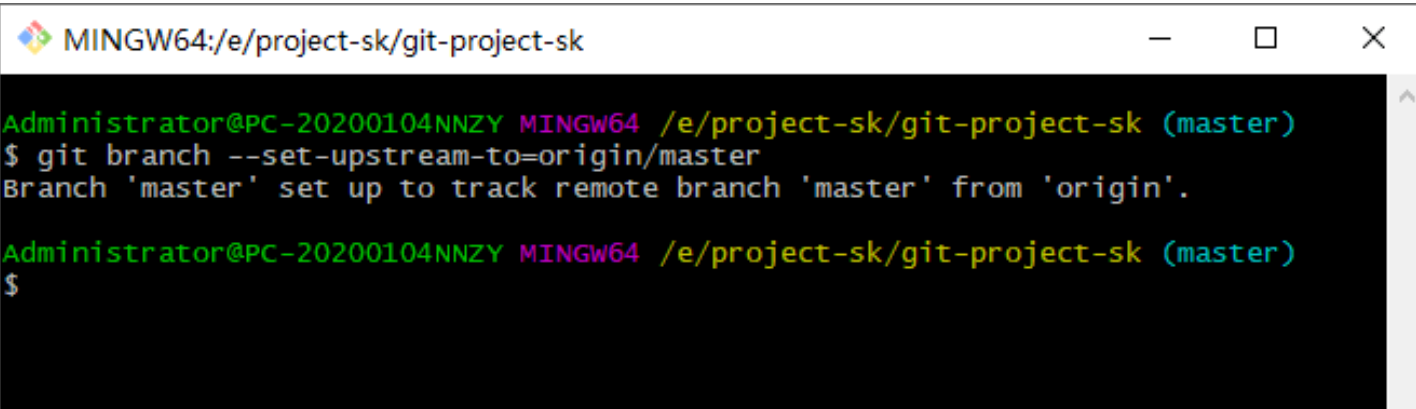 MINGW64:/e/project-sk/git-project-sk
Administrator@PC-20200104NNZY MINGW64 /e/project-sk/git-project-sk (master)
$ git branch --set-upstream-to=origin/master
Branch 'master' set up to track remote branch 'master' from 'origin'.
Administrator@PC-20200104NNZY MINGW64 /e/project-sk/git-project-sk (master)
$